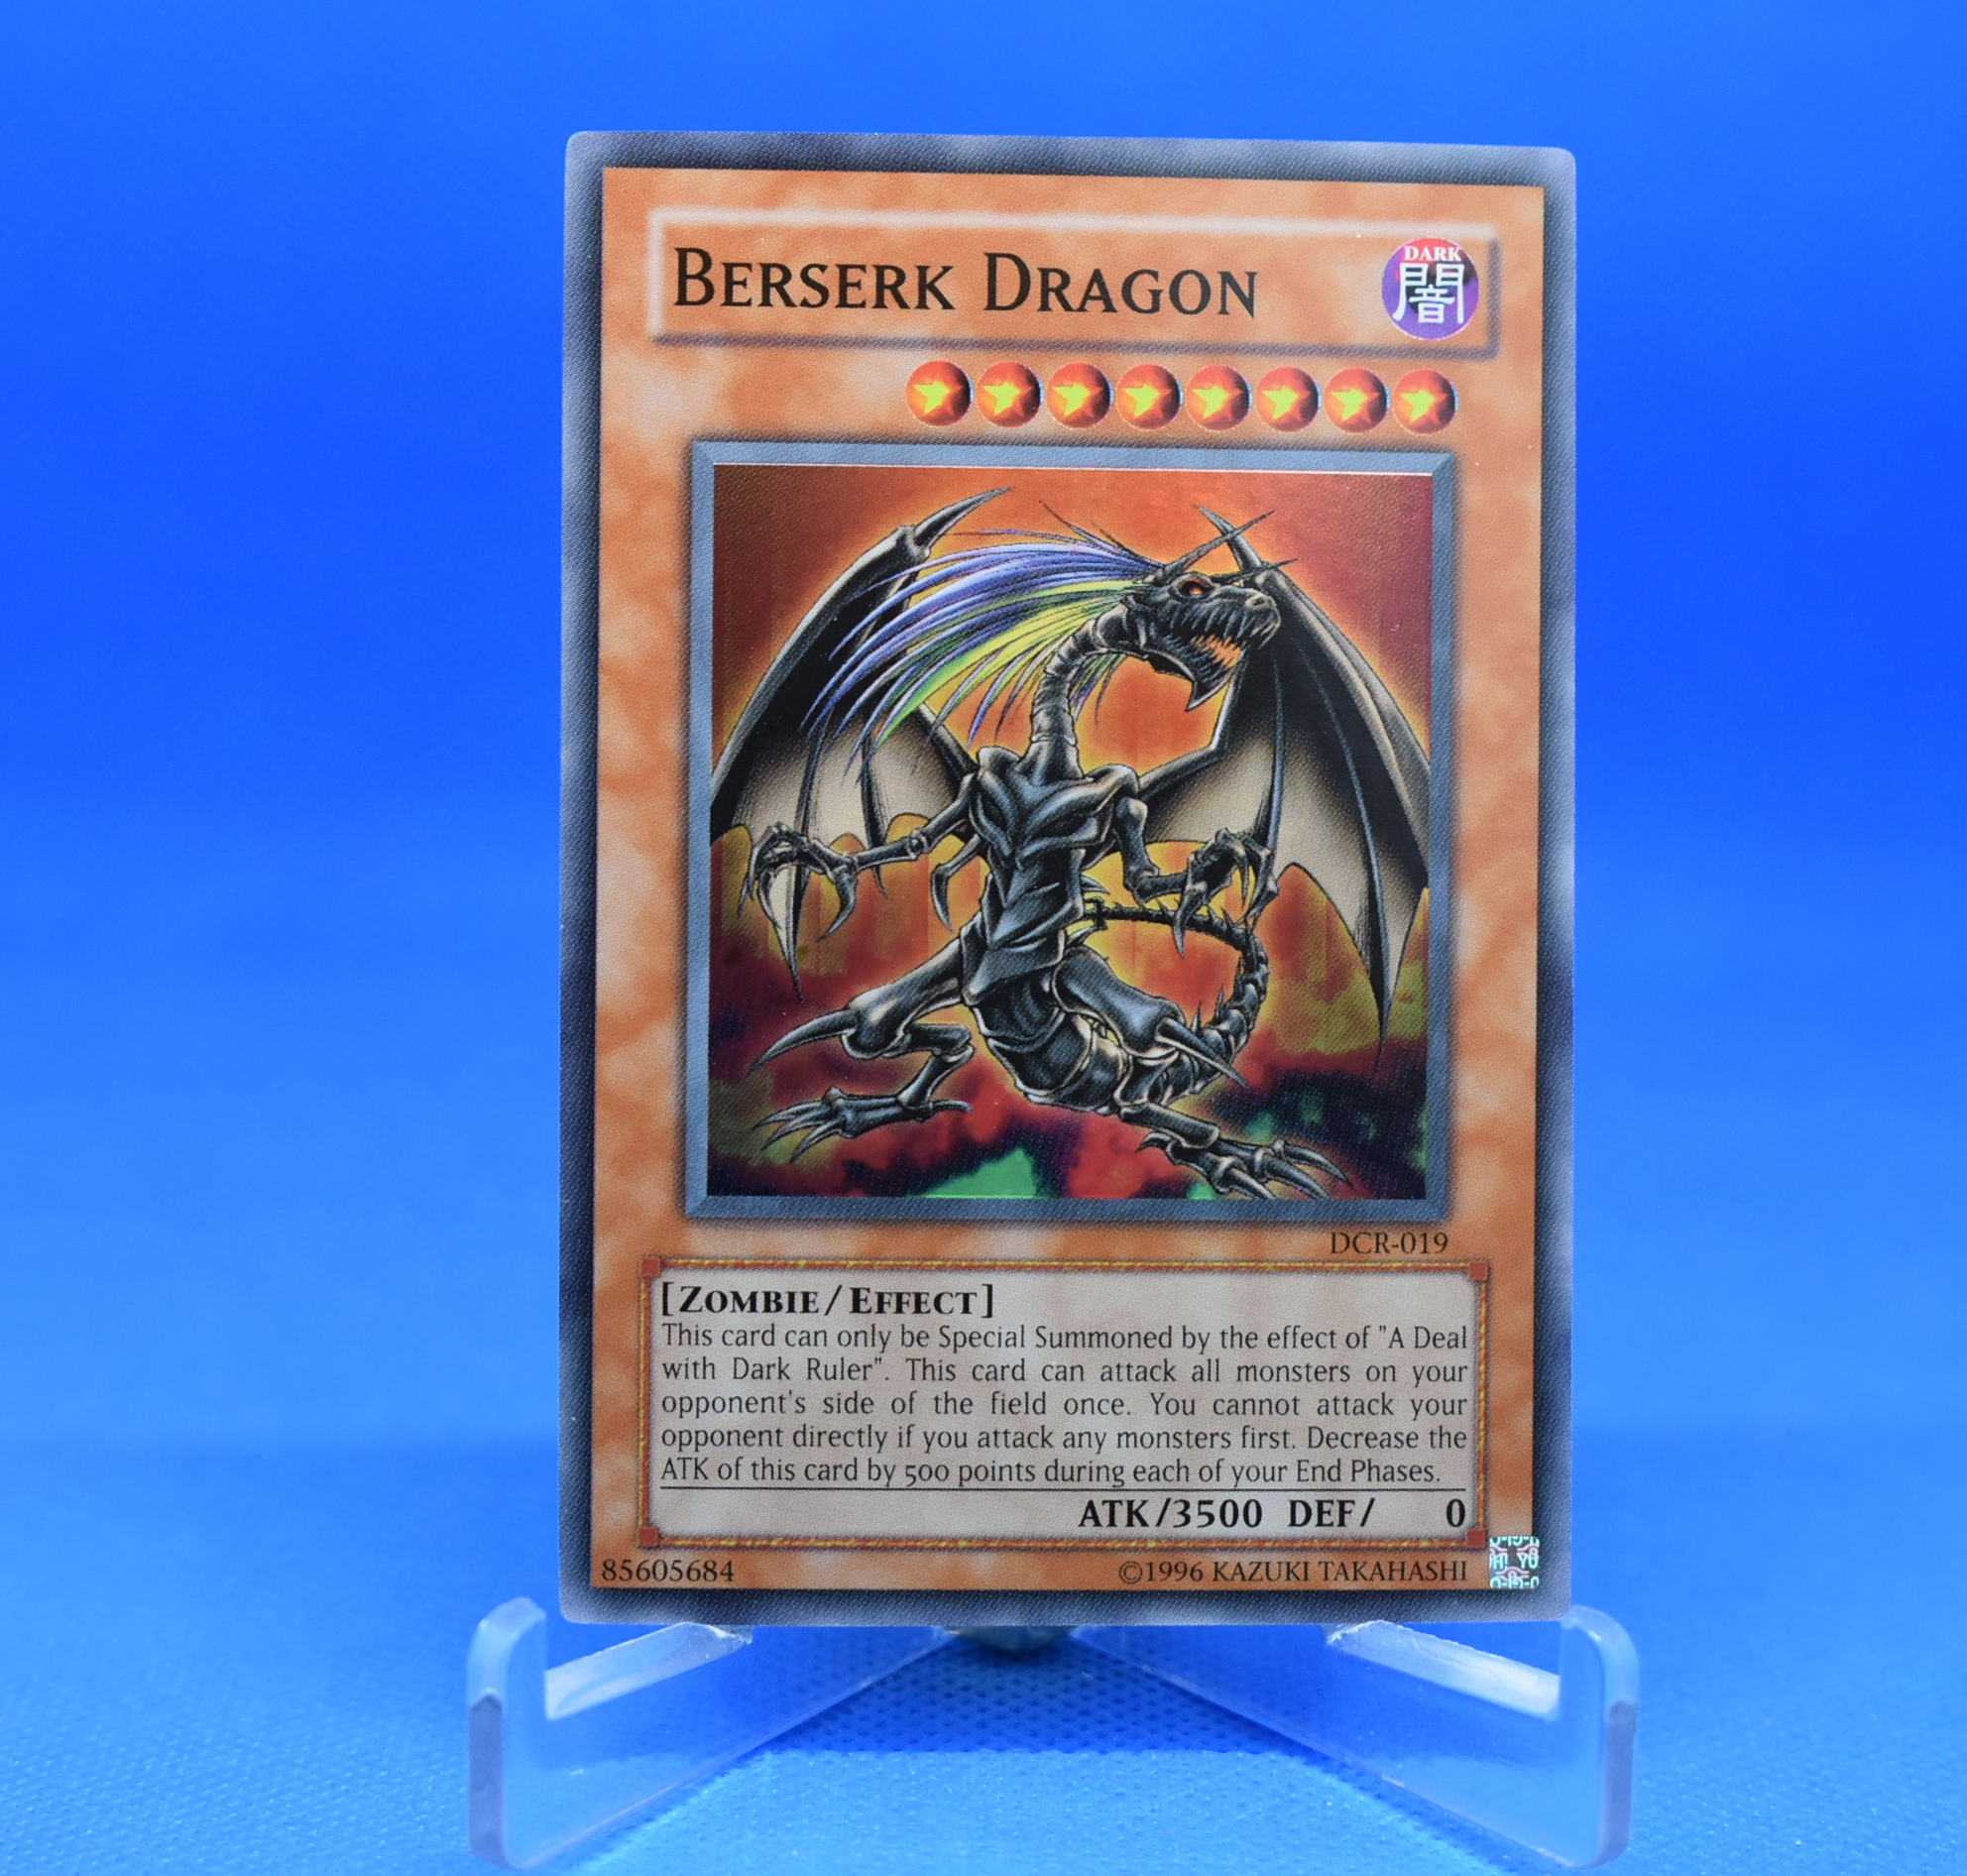 BERSERK DRAGON
DARK
闇
DCR-019
[ZOMBIE/EFFECT]
This card can only be Special Summoned by the effect of "A Deal
with Dark Ruler". This card can attack all monsters on your
opponent's side of the field once. You cannot attack your
opponent directly if you attack any monsters first. Decrease the
ATK of this card by 500 points during each of your End Phases.
ATK/3500 DEF/ 0
85605684
©1996 KAZUKI TAKAHASHI